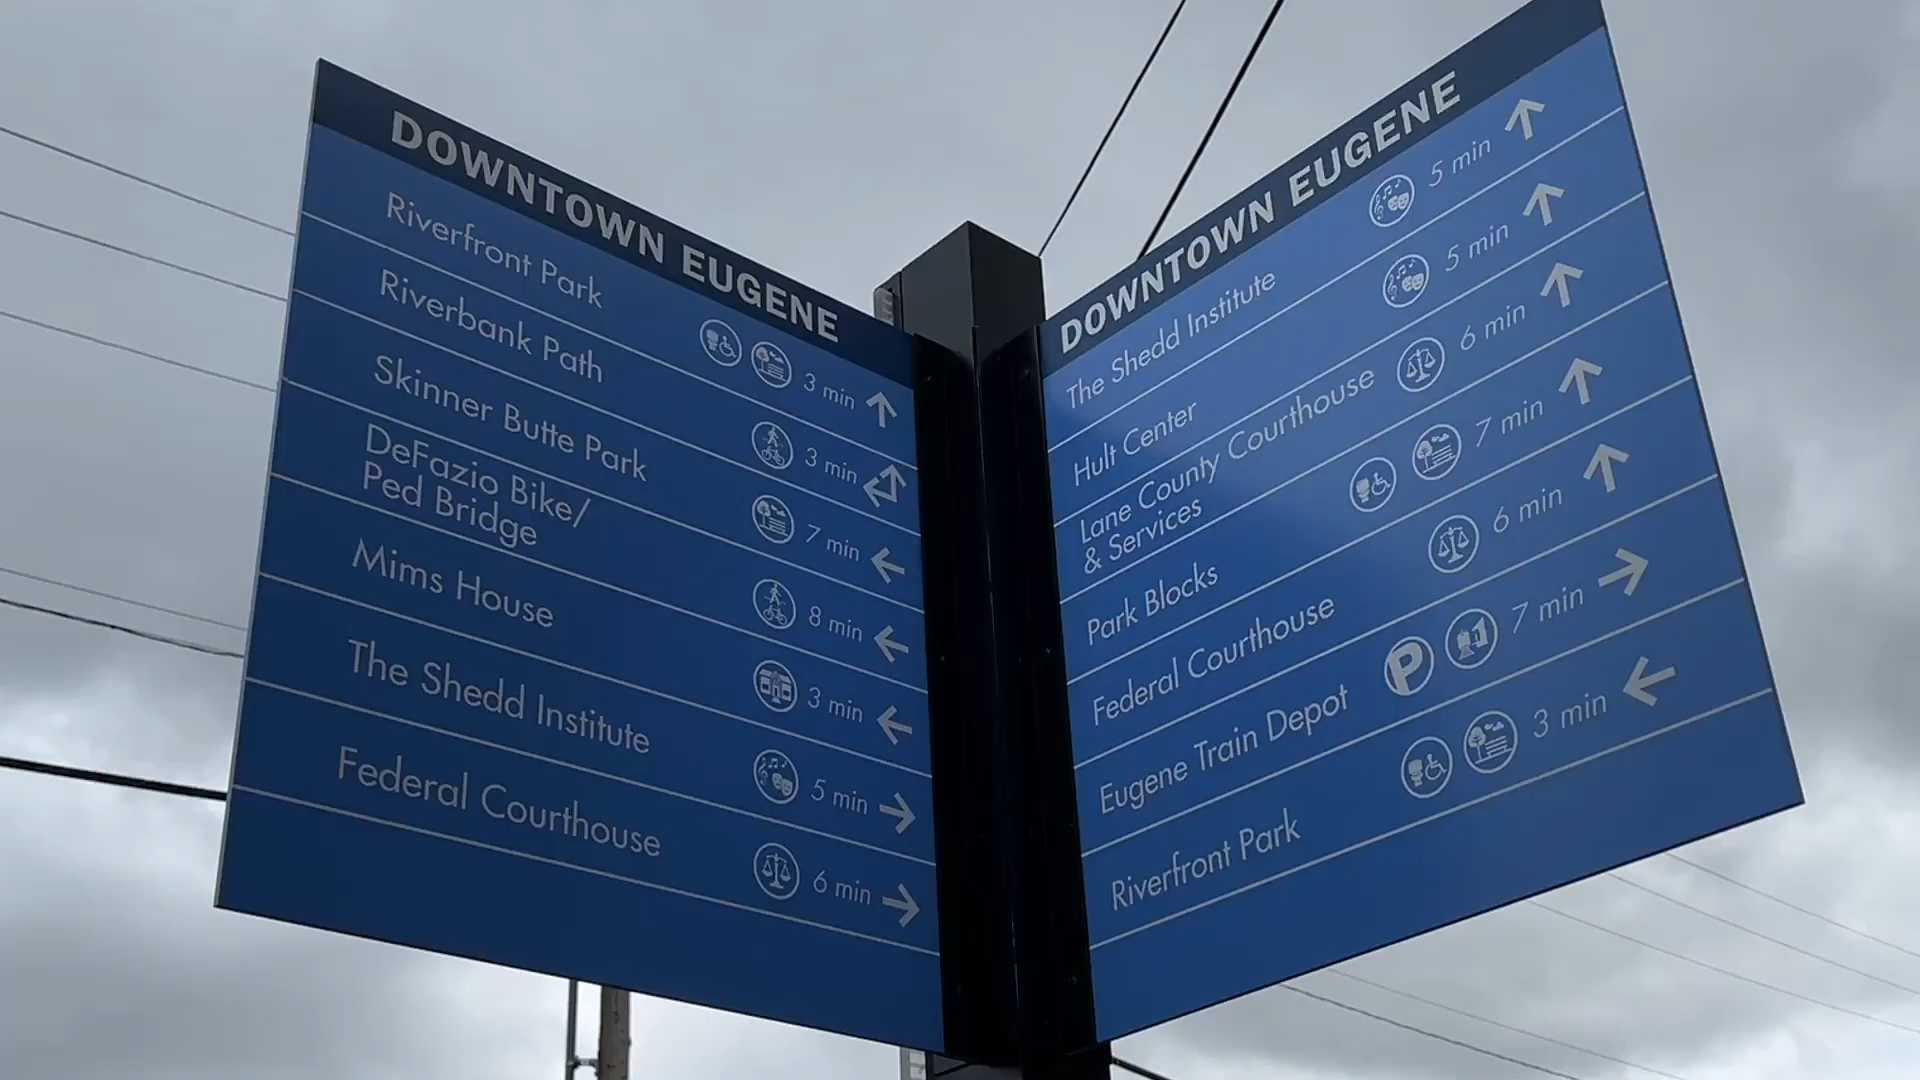 DOWNTOWN EUGENE
Riverfront Park 3 min
Riverbank Path 3 min
Skinner Butte Park 7 min
DeFazio Bike/
Ped Bridge 8 min
Mims House 3 min
The Shedd Institute 5 min
Federal Courthouse 6 min
DOWNTOWN EUGENE
The Shedd Institute 5 min
Hult Center 5 min
Lane County Courthouse 6 min
& Services
Park Blocks 7 min
Federal Courthouse 6 min
Eugene Train Depot P 7 min
Riverfront Park 3 min